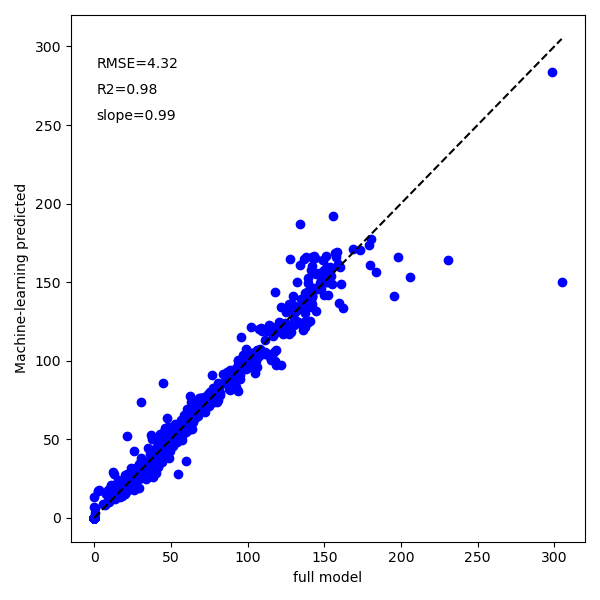 RMSE=4.32
R2=0.98
slope=0.99
Machine-learning predicted
300
250
200
150
100
50
0
0 50 100 150 200 250 300
full model